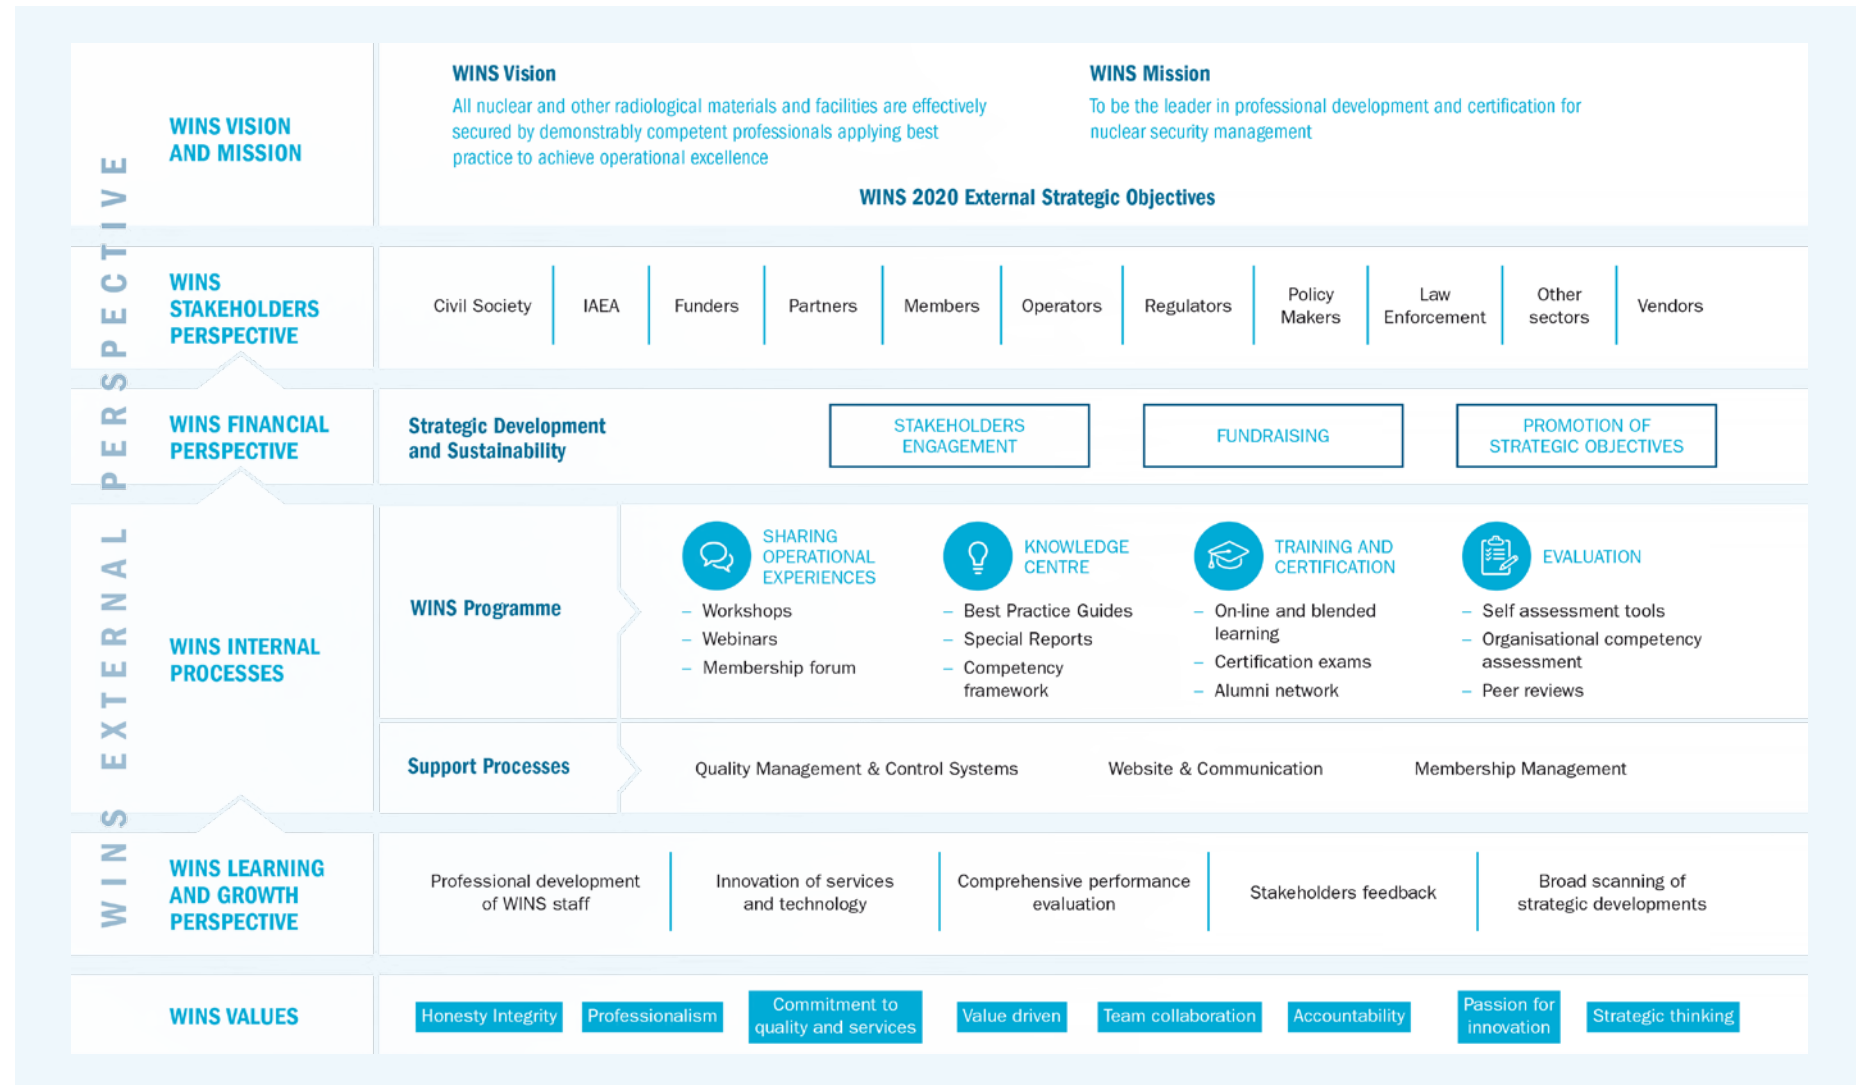 WINS EXTERNAL PERSPECTIVE
WINS VISION
AND MISSION
WINS Vision
All nuclear and other radiological materials and facilities are effectively
secured by demonstrably competent professionals applying best
practice to achieve operational excellence
WINS Mission
To be the leader in professional development and certification for
nuclear security management
WINS 2020 External Strategic Objectives
WINS
STAKEHOLDERS
PERSPECTIVE
Civil Society
IAEA
Funders
Partners
Members
Operators
Regulators
Policy
Makers
Law
Enforcement
Other
sectors
Vendors
WINS FINANCIAL
PERSPECTIVE
Strategic Development
and Sustainability
STAKEHOLDERS
ENGAGEMENT
FUNDRAISING
PROMOTION OF
STRATEGIC OBJECTIVES
WINS INTERNAL
PROCESSES
WINS Programme
SHARING
OPERATIONAL
EXPERIENCES
– Workshops
– Webinars
– Membership forum
KNOWLEDGE
CENTRE
– Best Practice Guides
– Special Reports
– Competency
framework
TRAINING AND
CERTIFICATION
– On-line and blended
learning
– Certification exams
– Alumni network
EVALUATION
– Self assessment tools
– Organisational competency
assessment
– Peer reviews
Support Processes
Quality Management & Control Systems
Website & Communication
Membership Management
WINS LEARNING
AND GROWTH
PERSPECTIVE
Professional development
of WINS staff
Innovation of services
and technology
Comprehensive performance
evaluation
Stakeholders feedback
Broad scanning of
strategic developments
WINS VALUES
Honesty Integrity
Professionalism
Commitment to
quality and services
Value driven
Team collaboration
Accountability
Passion for
innovation
Strategic thinking